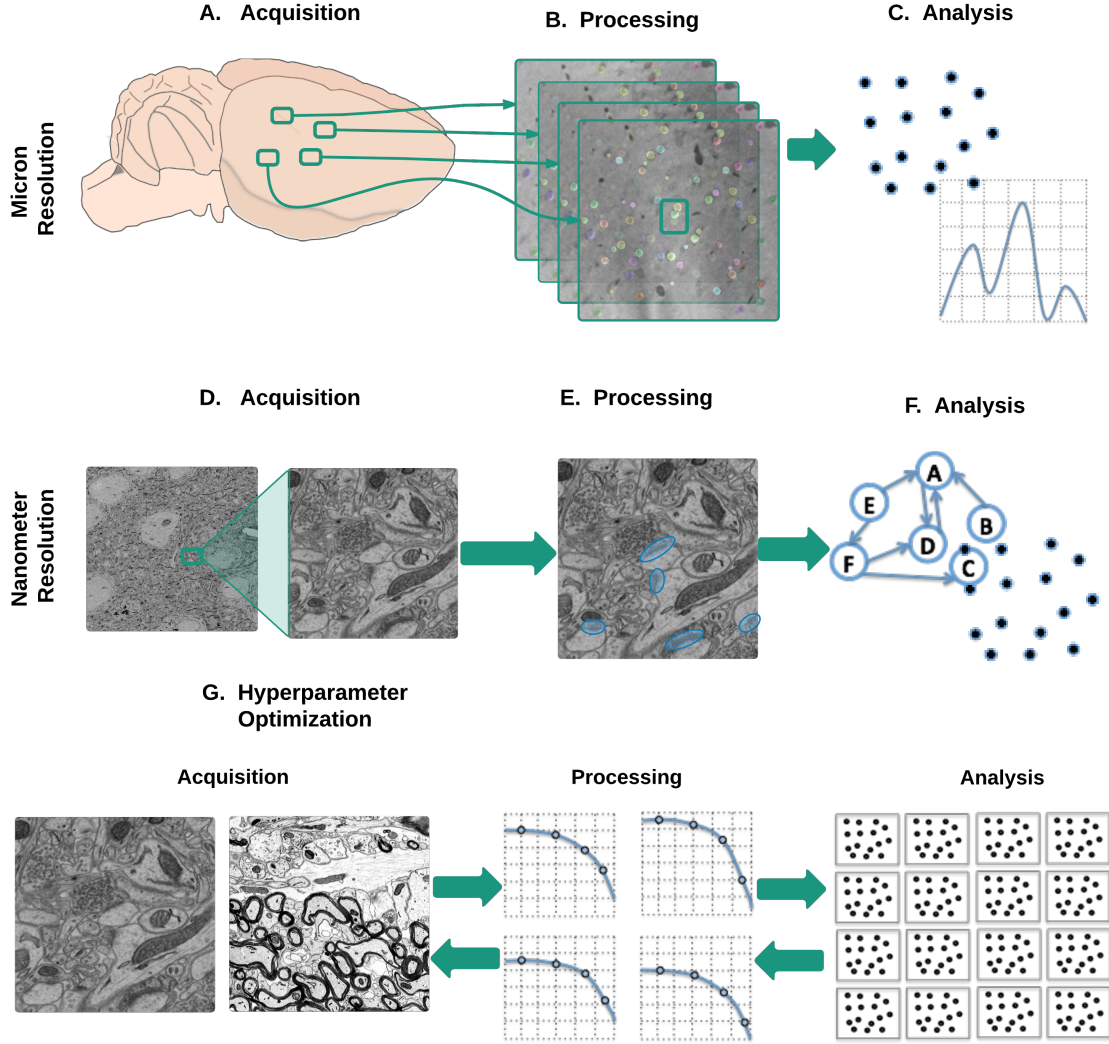 A. Acquisition
B. Processing
C. Analysis
Micron
Resolution
D. Acquisition
E. Processing
F. Analysis
Nanometer
Resolution
A
E
B
D
F
C
G. Hyperparameter
Optimization
Acquisition
Processing
Analysis